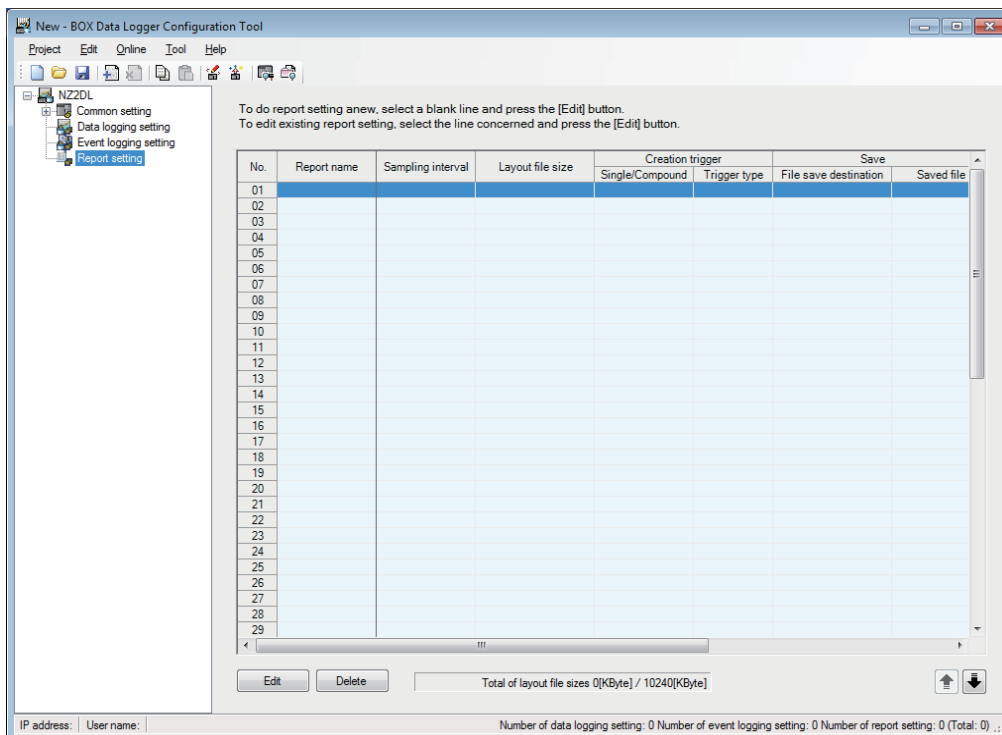 New - BOX Data Logger Configuration Tool
Project Edit Online Tool Help
NZ2DL
Common setting
Data logging setting
Event logging setting
Report setting
To do report setting anew, select a blank line and press the [Edit] button.
To edit existing report setting, select the line concerned and press the [Edit] button.
No. Report name Sampling interval Layout file size Creation trigger Save
Single/Compound Trigger type File save destination Saved file
01
02
03
04
05
06
07
08
09
10
11
12
13
14
15
16
17
18
19
20
21
22
23
24
25
26
27
28
29
Edit Delete Total of layout file sizes 0[KByte] / 10240[KByte]
IP address: User name: Number of data logging setting: 0 Number of event logging setting: 0 Number of report setting: 0 (Total: 0)